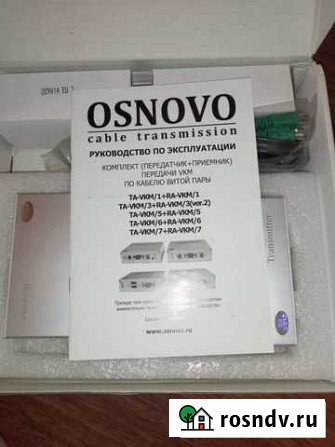 OSNOVO
cable transmission
РУКОВОДСТВО ПО ЭКСПЛУАТАЦИИ
КОМПЛЕКТ (ПЕРЕДАТЧИК+ПРИЕМНИК)
ПЕРЕДАЧИ VKM
ПО КАБЕЛЮ ВИТОЙ ПАРЫ
TA-VKM/1+RA-VKM/1
TA-VKM/3+RA-VKM/3(ver.2)
TA-VKM/5+RA-VKM/5
TA-VKM/6+RA-VKM/6
TA-VKM/7+RA-VKM/7
Transmitter
www.osnovo.ru
rosndv.ru